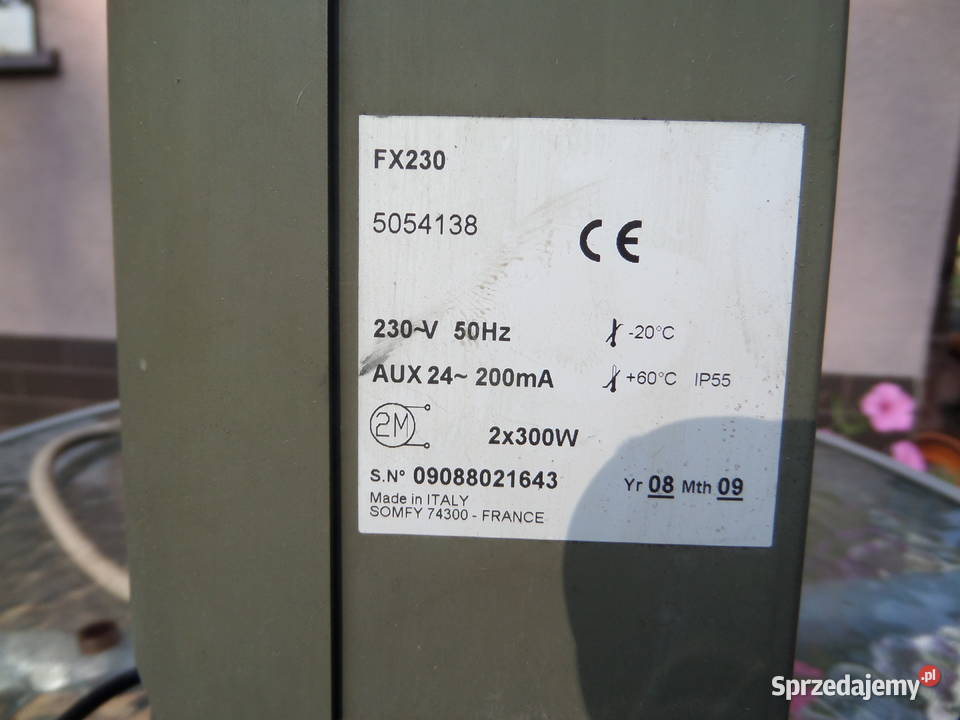 FX230
5054138
CE
230~V 50Hz
-20°C
AUX 24~ 200mA
+60°C IP55
2M
2x300W
S.N° 09088021643
Yr 08 Mth 09
Made in ITALY
SOMFY 74300 - FRANCE
Sprzedajemy.pl